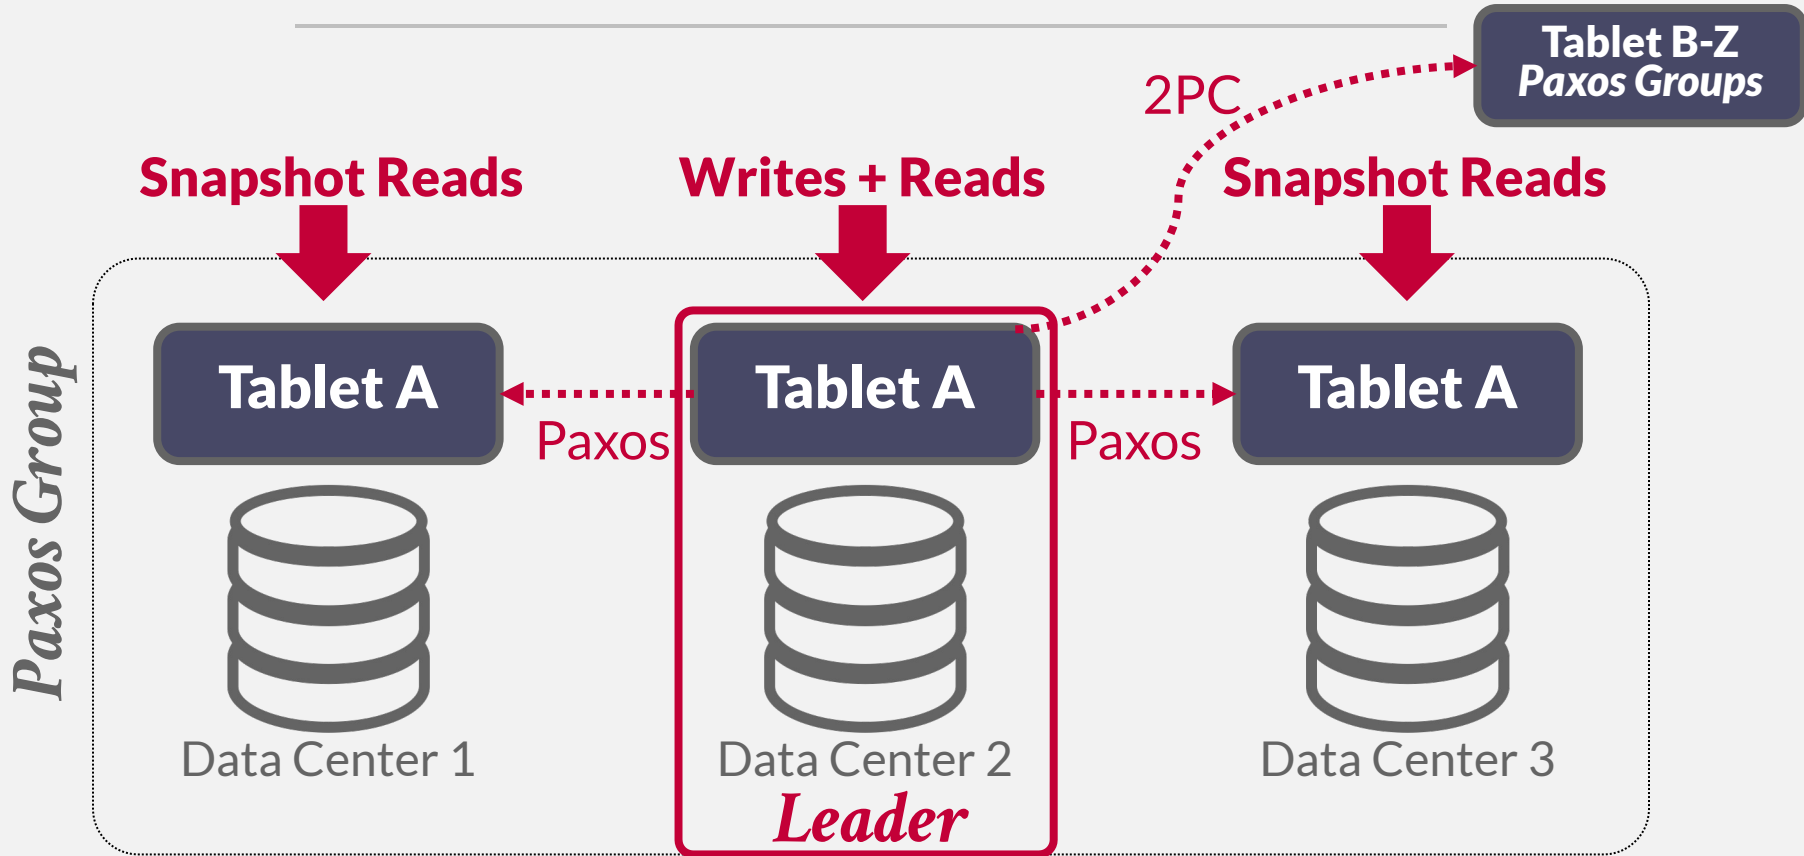 Tablet B-Z
Paxos Groups
2PC
Snapshot Reads
Writes + Reads
Snapshot Reads
Paxos Group
Tablet A
Tablet A
Tablet A
Paxos
Paxos
Data Center 1
Data Center 2
Data Center 3
Leader